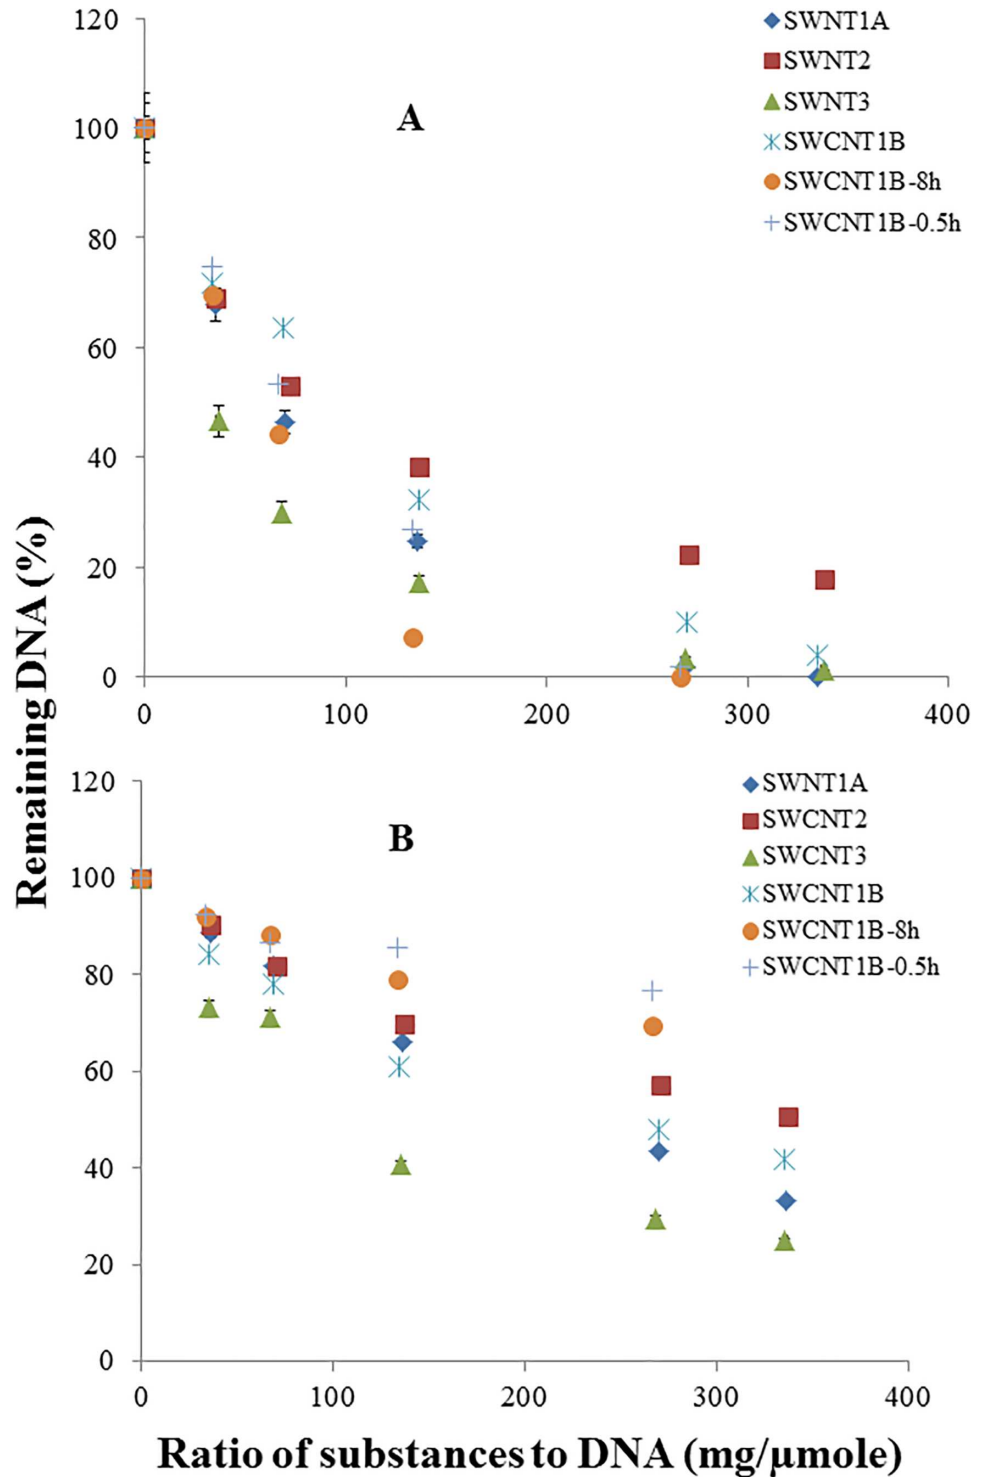 120
100
80
60
40
20
0
0 100 200 300 400
A
SWNT1A
SWNT2
SWNT3
SWCNT1B
SWCNT1B-8h
SWCNT1B-0.5h
Remaining DNA (%)
120
100
80
60
40
20
0
0 100 200 300 400
B
SWNT1A
SWCNT2
SWCNT3
SWCNT1B
SWCNT1B-8h
SWCNT1B-0.5h
Ratio of substances to DNA (mg/μmole)